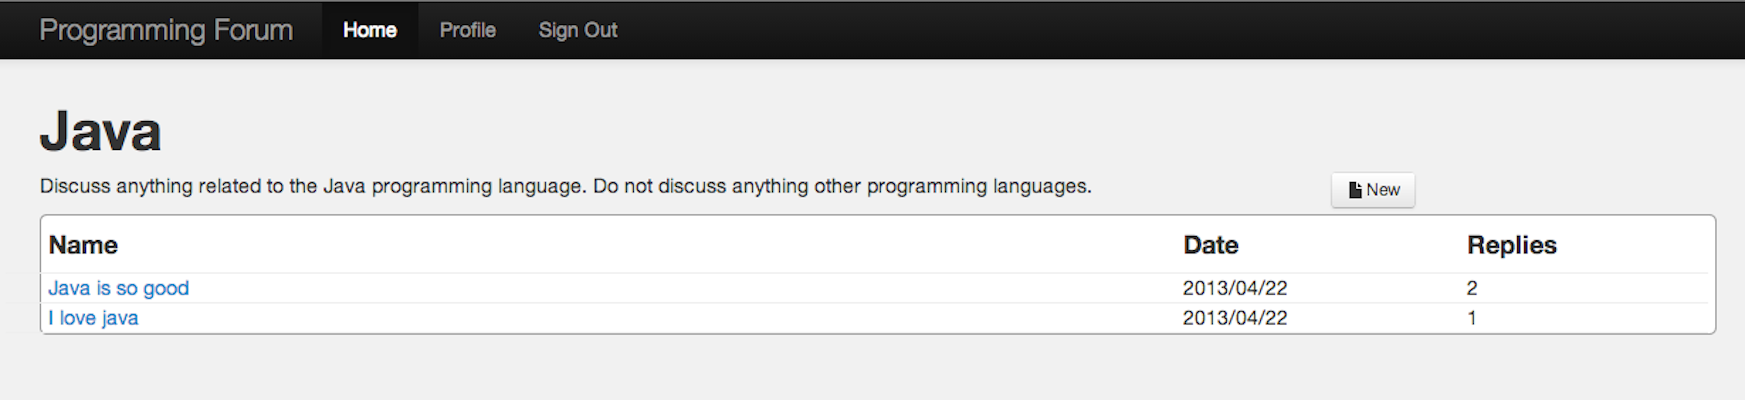 Programming Forum Home Profile Sign Out
Java
Discuss anything related to the Java programming language. Do not discuss anything other programming languages. New
Name Date Replies
Java is so good 2013/04/22 2
I love java 2013/04/22 1